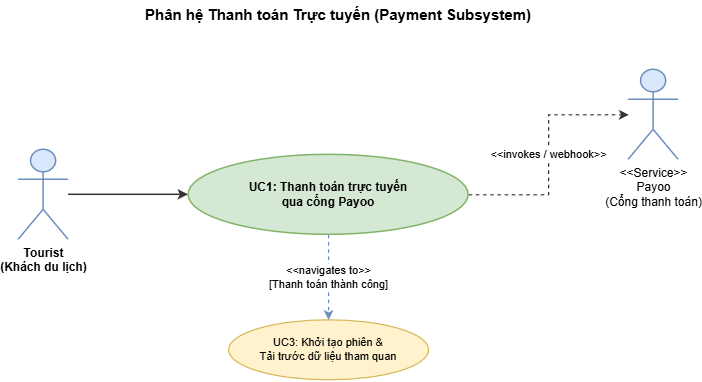 Phân hệ Thanh toán Trực tuyến (Payment Subsystem)
<<invokes / webhook>>
<<Service>>
Payoo
(Cổng thanh toán)
UC1: Thanh toán trực tuyến
qua cổng Payoo
Tourist
(Khách du lịch)
<<navigates to>>
[Thanh toán thành công]
UC3: Khởi tạo phiên &
Tải trước dữ liệu tham quan